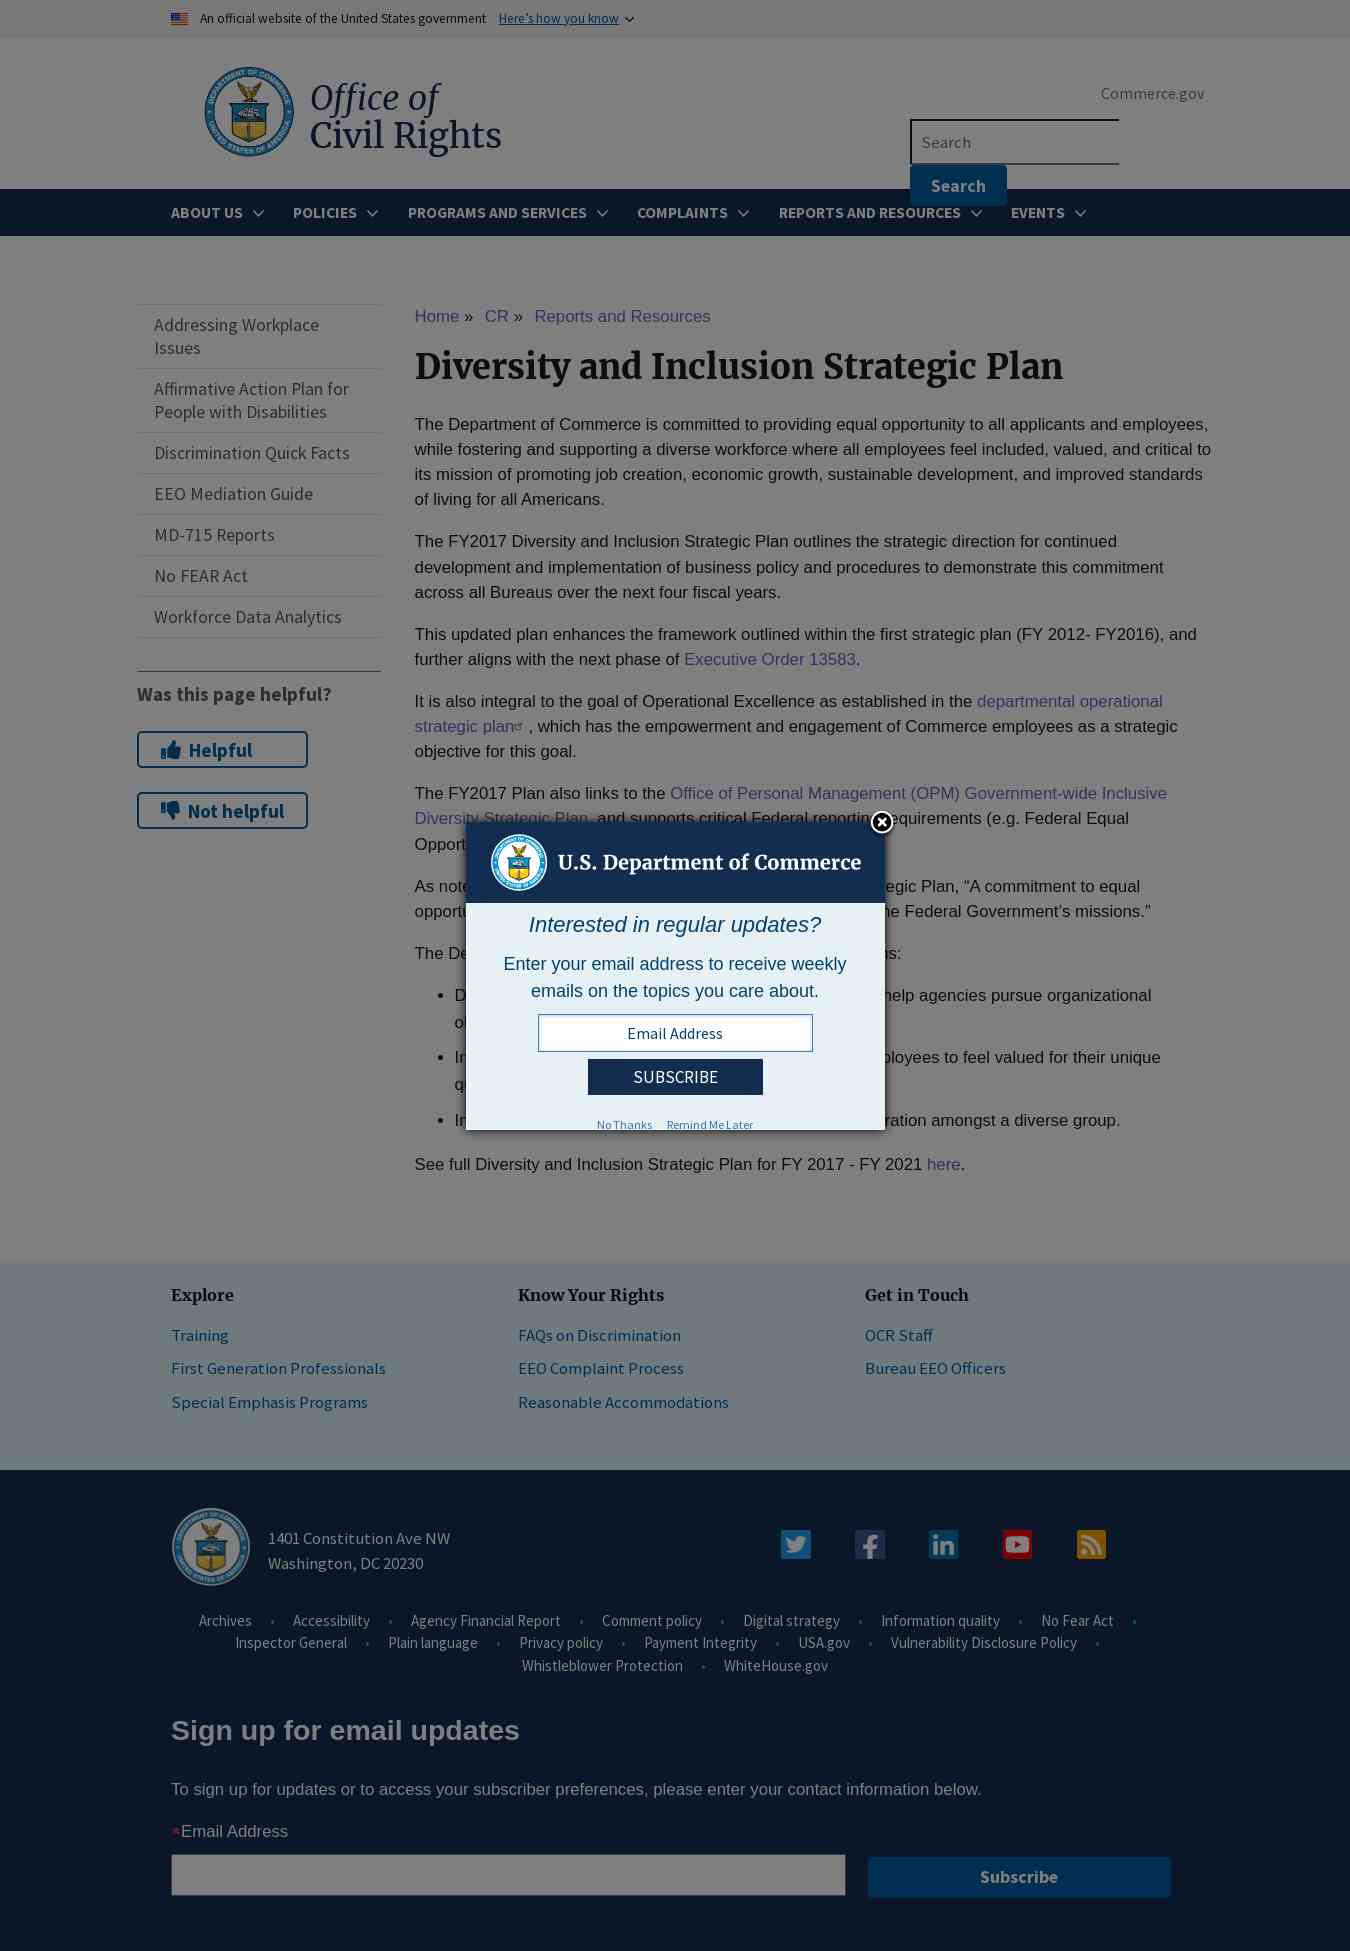 An official website of the United States government Here's how you know
Office of
Civil Rights
Commerce.gov
Search
Search
ABOUT US POLICIES PROGRAMS AND SERVICES COMPLAINTS REPORTS AND RESOURCES EVENTS
Addressing Workplace
Issues
Affirmative Action Plan for
People with Disabilities
Discrimination Quick Facts
EEO Mediation Guide
MD-715 Reports
No FEAR Act
Workforce Data Analytics
Was this page helpful?
Helpful
Not helpful
Home » CR » Reports and Resources
Diversity and Inclusion Strategic Plan
The Department of Commerce is committed to providing equal opportunity to all applicants and employees,
while fostering and supporting a diverse workforce where all employees feel included, valued, and critical to
its mission of promoting job creation, economic growth, sustainable development, and improved standards
of living for all Americans.
The FY2017 Diversity and Inclusion Strategic Plan outlines the strategic direction for continued
development and implementation of business policy and procedures to demonstrate this commitment
across all Bureaus over the next four fiscal years.
This updated plan enhances the framework outlined within the first strategic plan (FY 2012- FY2016), and
further aligns with the next phase of Executive Order 13583.
It is also integral to the goal of Operational Excellence as established in the departmental operational
strategic plan , which has the empowerment and engagement of Commerce employees as a strategic
objective for this goal.
The FY2017 Plan also links to the Office of Personal Management (OPM) Government-wide Inclusive
Diversity Strategic Plan, and supports critical Federal reporting requirements (e.g. Federal Equal
As
Plan, “A commitment to equal
the Federal Government’s missions.”
The
help agencies pursue organizational
to feel valued for their unique
amongst a diverse group.
See full Diversity and Inclusion Strategic Plan for FY 2017 - FY 2021 here.
U.S. Department of Commerce
Interested in regular updates?
Enter your email address to receive weekly
emails on the topics you care about.
Email Address
SUBSCRIBE
No Thanks Remind Me Later
Explore
Training
First Generation Professionals
Special Emphasis Programs
Know Your Rights
FAQs on Discrimination
EEO Complaint Process
Reasonable Accommodations
Get in Touch
OCR Staff
Bureau EEO Officers
1401 Constitution Ave NW
Washington, DC 20230
Archives • Accessibility • Agency Financial Report • Comment policy • Digital strategy • Information quality • No Fear Act •
Inspector General • Plain language • Privacy policy • Payment Integrity • USA.gov • Vulnerability Disclosure Policy •
Whistleblower Protection • WhiteHouse.gov
Sign up for email updates
To sign up for updates or to access your subscriber preferences, please enter your contact information below.
*Email Address
Subscribe